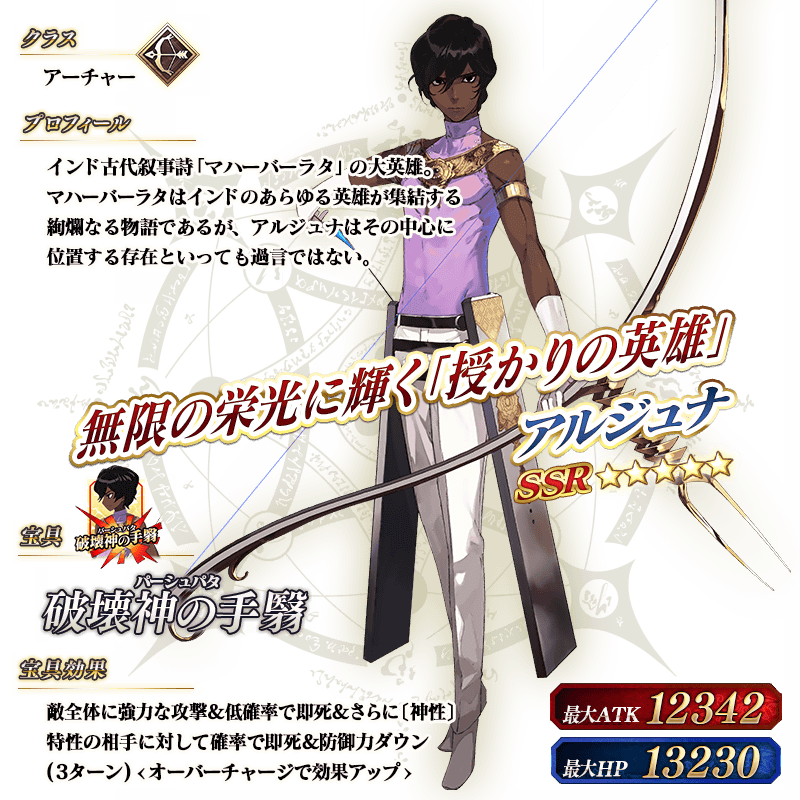 クラス
アーチャー
プロフィール
インド古代叙事詩「マハーバーラタ」の大英雄。
マハーバーラタはインドのあらゆる英雄が集結する
絢爛なる物語であるが、アルジュナはその中心に
位置する存在といっても過言ではない。
無限の栄光に輝く「授かりの英雄」
アルジュナ
SSR ☆☆☆☆☆
宝具
パーシュパタ
破壊神の手翳
パーシュパタ
破壊神の手翳
宝具効果
敵全体に強力な攻撃&低確率で即死&さらに〔神性〕
特性の相手に対して確率で即死&防御力ダウン
(3ターン)<オーバーチャージで効果アップ>
最大ATK 12342
最大HP 13230